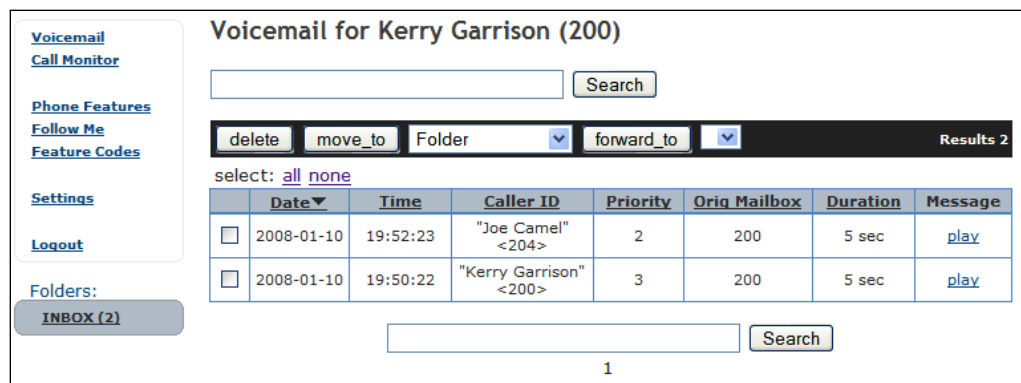 Voicemail
Call Monitor
Phone Features
Follow Me
Feature Codes
Settings
Logout
Folders:
INBOX (2)
Voicemail for Kerry Garrison (200)
Search
delete move_to Folder forward_to Results 2
select: all none
Date▼ Time Caller ID Priority Orig Mailbox Duration Message
2008-01-10 19:52:23 "Joe Camel" <204> 2 200 5 sec play
2008-01-10 19:50:22 "Kerry Garrison" <200> 3 200 5 sec play
Search
1